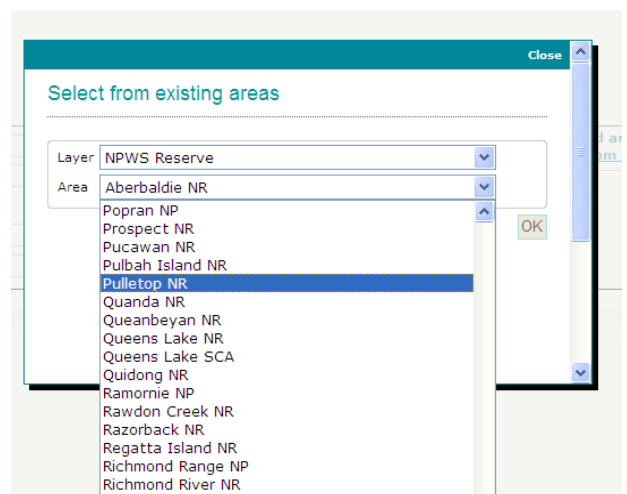 Close
Select from existing areas
Layer NPWS Reserve
Area Aberbaldie NR
Popran NP
Prospect NR
Pucawan NR
Pulbah Island NR
Pulletop NR
Quanda NR
Queanbeyan NR
Queens Lake NR
Queens Lake SCA
Quidong NR
Ramornie NP
Rawdon Creek NR
Razorback NR
Regatta Island NR
Richmond Range NP
Richmond River NR
OK